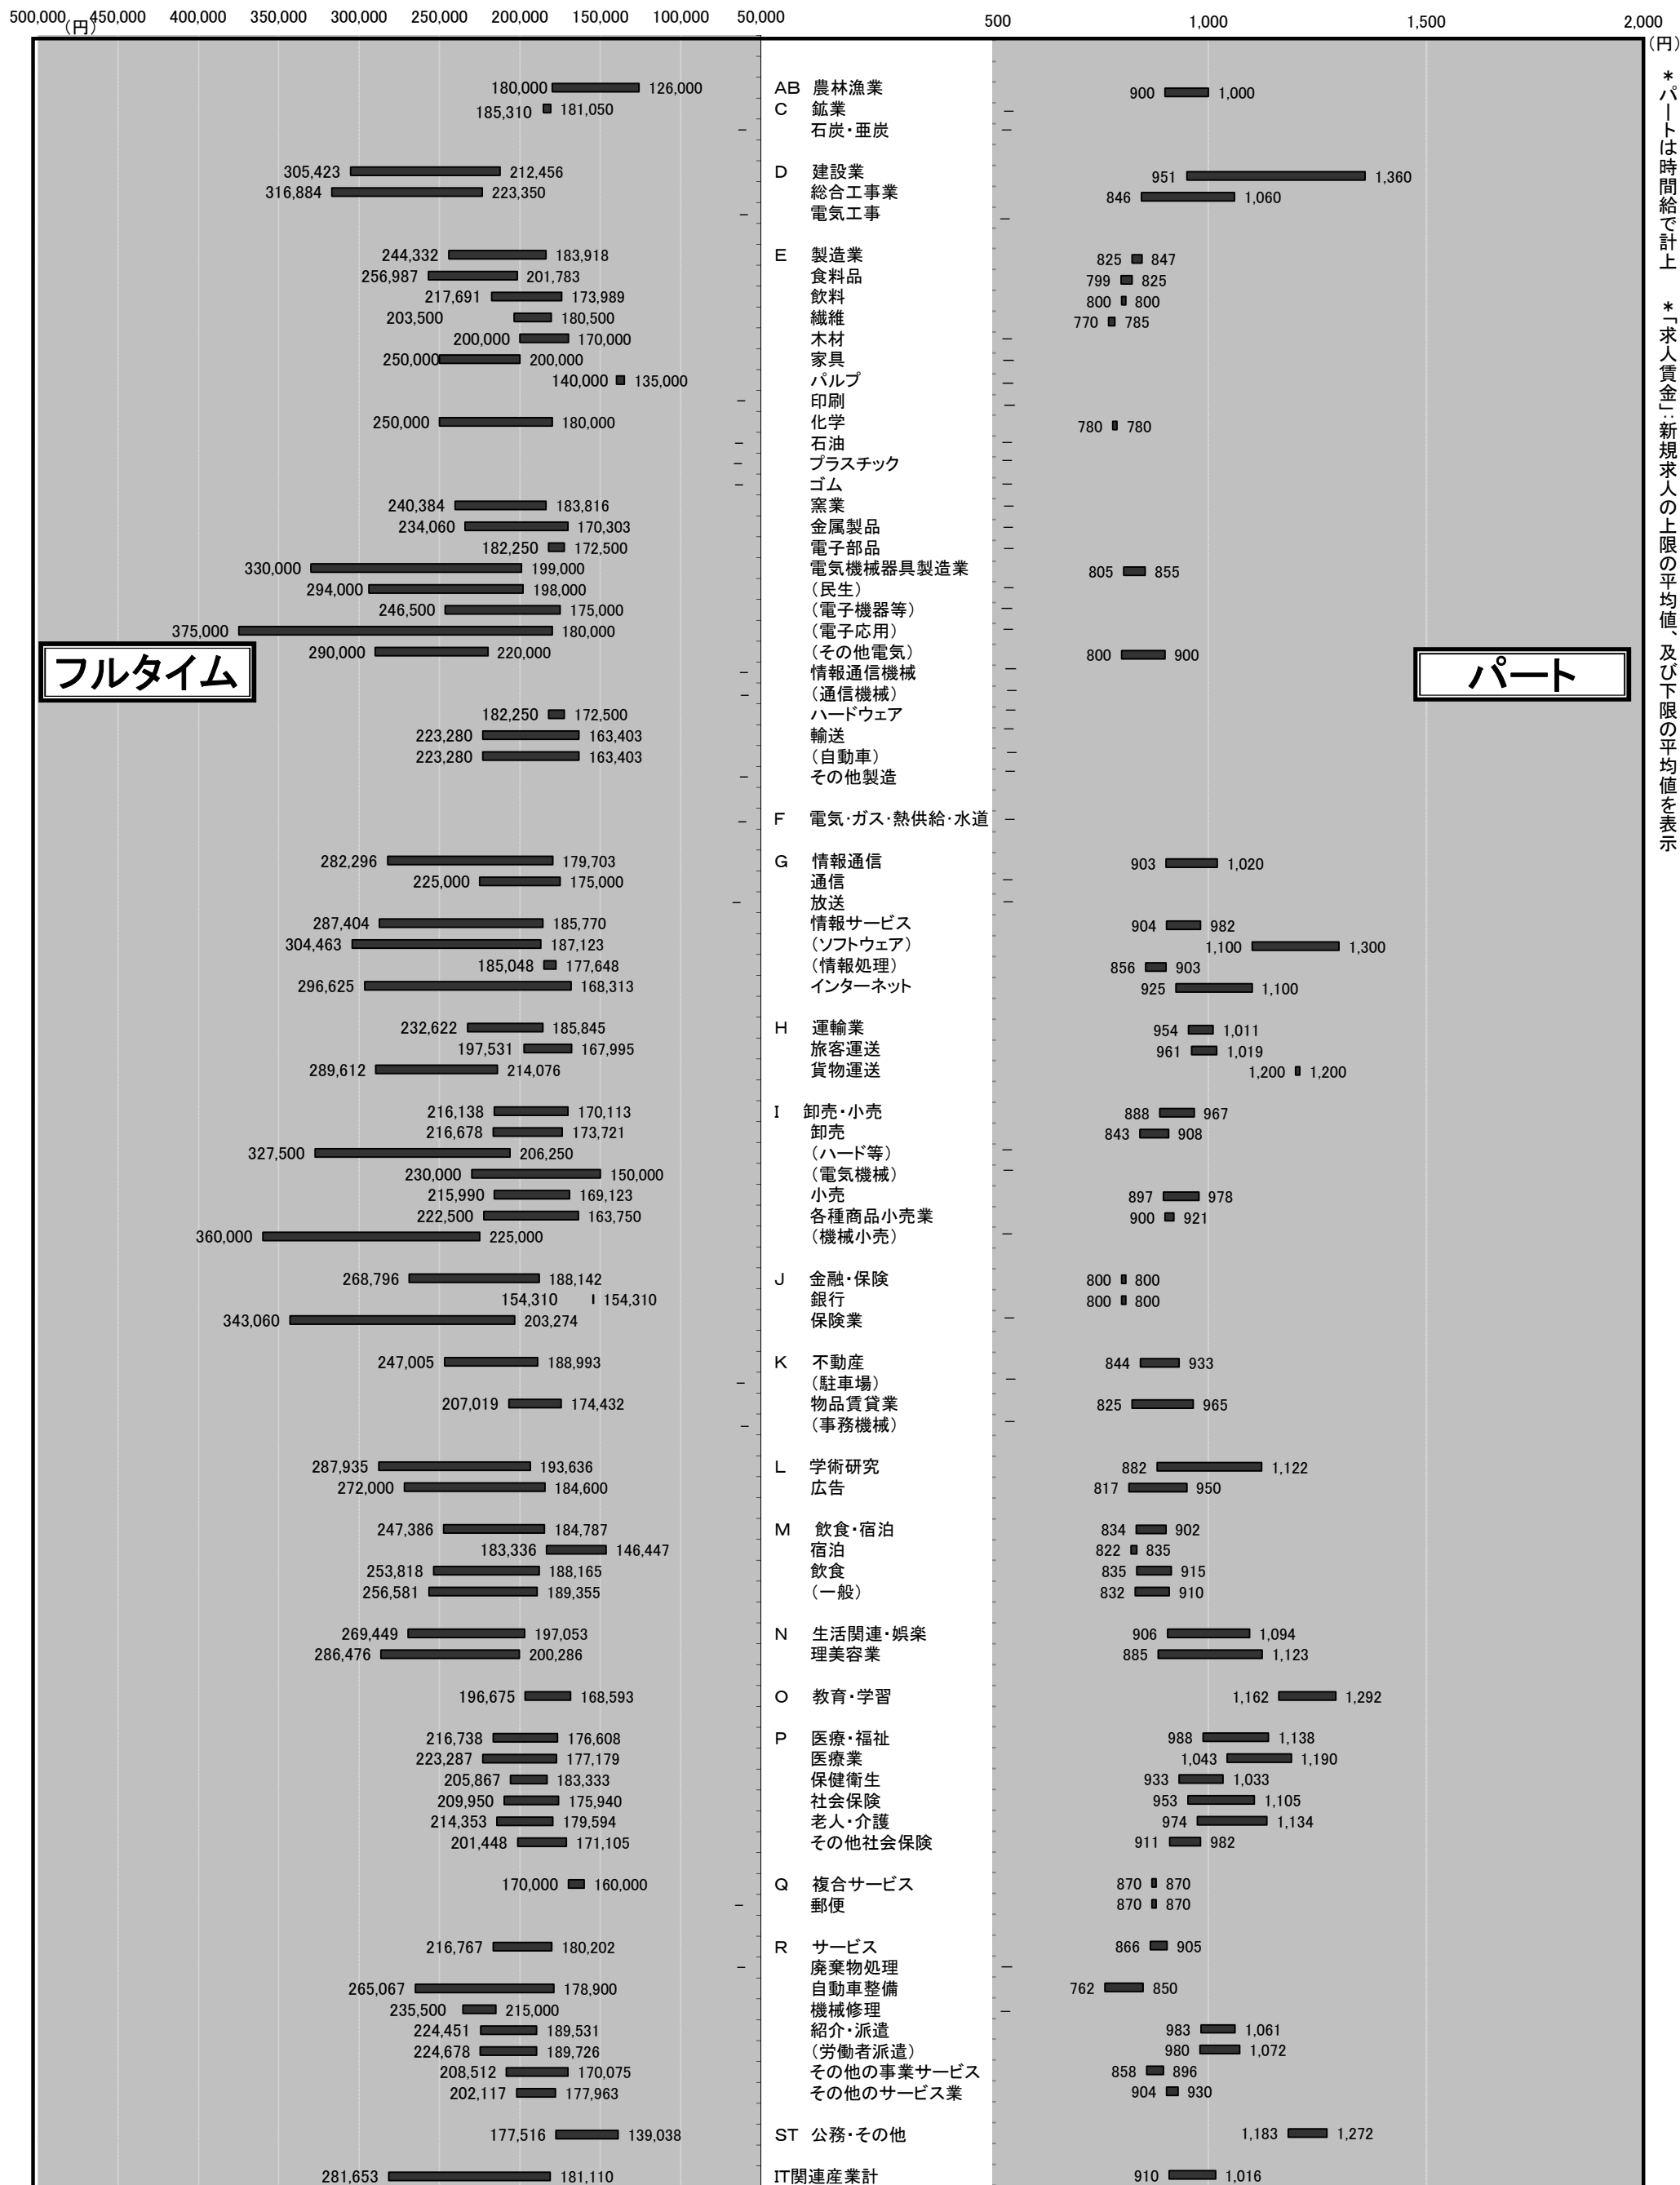 500,000 450,000 400,000 350,000 300,000 250,000 200,000 150,000 100,000 50,000 500 1,000 1,500 2,000
(円) (円)
180,000 126,000 AB 農林漁業 900 1,000
185,310 181,050 C 鉱業 －
－ 石炭・亜炭 －
305,423 212,456 D 建設業 951 1,360
316,884 223,350 総合工事業 846 1,060
－ 電気工事 －
244,332 183,918 E 製造業 825 847
256,987 201,783 食料品 799 825
217,691 173,989 飲料 800 800
203,500 180,500 繊維 770 785
200,000 170,000 木材 －
250,000 200,000 家具 －
140,000 135,000 パルプ －
－ 印刷 －
250,000 180,000 化学 780 780
－ 石油 －
－ プラスチック －
－ ゴム －
240,384 183,816 窯業 －
234,060 170,303 金属製品 －
182,250 172,500 電子部品 －
330,000 199,000 電気機械器具製造業 805 855
294,000 198,000 (民生) －
246,500 175,000 (電子機器等) －
375,000 180,000 (電子応用) －
290,000 220,000 (その他電気) 800 900
フルタイム
パート
－ 情報通信機械 －
－ (通信機械) －
182,250 172,500 ハードウェア －
223,280 163,403 輸送 －
223,280 163,403 (自動車) －
－ その他製造 －
－ F 電気・ガス・熱供給・水道 －
282,296 179,703 G 情報通信 903 1,020
225,000 175,000 通信 －
－ 放送 －
287,404 185,770 情報サービス 904 982
304,463 187,123 (ソフトウェア) 1,100 1,300
185,048 177,648 (情報処理) 856 903
296,625 168,313 インターネット 925 1,100
232,622 185,845 H 運輸業 954 1,011
197,531 167,995 旅客運送 961 1,019
289,612 214,076 貨物運送 1,200 1,200
216,138 170,113 I 卸売・小売 888 967
216,678 173,721 卸売 843 908
327,500 206,250 (ハード等) －
230,000 150,000 (電気機械) －
215,990 169,123 小売 897 978
222,500 163,750 各種商品小売業 900 921
360,000 225,000 (機械小売) －
268,796 188,142 J 金融・保険 800 800
154,310 154,310 銀行 800 800
343,060 203,274 保険業 －
247,005 188,993 K 不動産 844 933
－ (駐車場) －
207,019 174,432 物品賃貸業 825 965
－ (事務機械) －
287,935 193,636 L 学術研究 882 1,122
272,000 184,600 広告 817 950
247,386 184,787 M 飲食・宿泊 834 902
183,336 146,447 宿泊 822 835
253,818 188,165 飲食 835 915
256,581 189,355 (一般) 832 910
269,449 197,053 N 生活関連・娯楽 906 1,094
286,476 200,286 理美容業 885 1,123
196,675 168,593 O 教育・学習 1,162 1,292
216,738 176,608 P 医療・福祉 988 1,138
223,287 177,179 医療業 1,043 1,190
205,867 183,333 保健衛生 933 1,033
209,950 175,940 社会保険 953 1,105
214,353 179,594 老人・介護 974 1,134
201,448 171,105 その他社会保険 911 982
170,000 160,000 Q 複合サービス 870 870
－ 郵便 870 870
216,767 180,202 R サービス 866 905
－ 廃棄物処理 －
265,067 178,900 自動車整備 762 850
235,500 215,000 機械修理 －
224,451 189,531 紹介・派遣 983 1,061
224,678 189,726 (労働者派遣) 980 1,072
208,512 170,075 その他の事業サービス 858 896
202,117 177,963 その他のサービス業 904 930
177,516 139,038 ST 公務・その他 1,183 1,272
281,653 181,110 IT関連産業計 910 1,016
＊パートは時間給で計上 ＊「求人賃金」：新規求人の上限の平均値、及び下限の平均値を表示